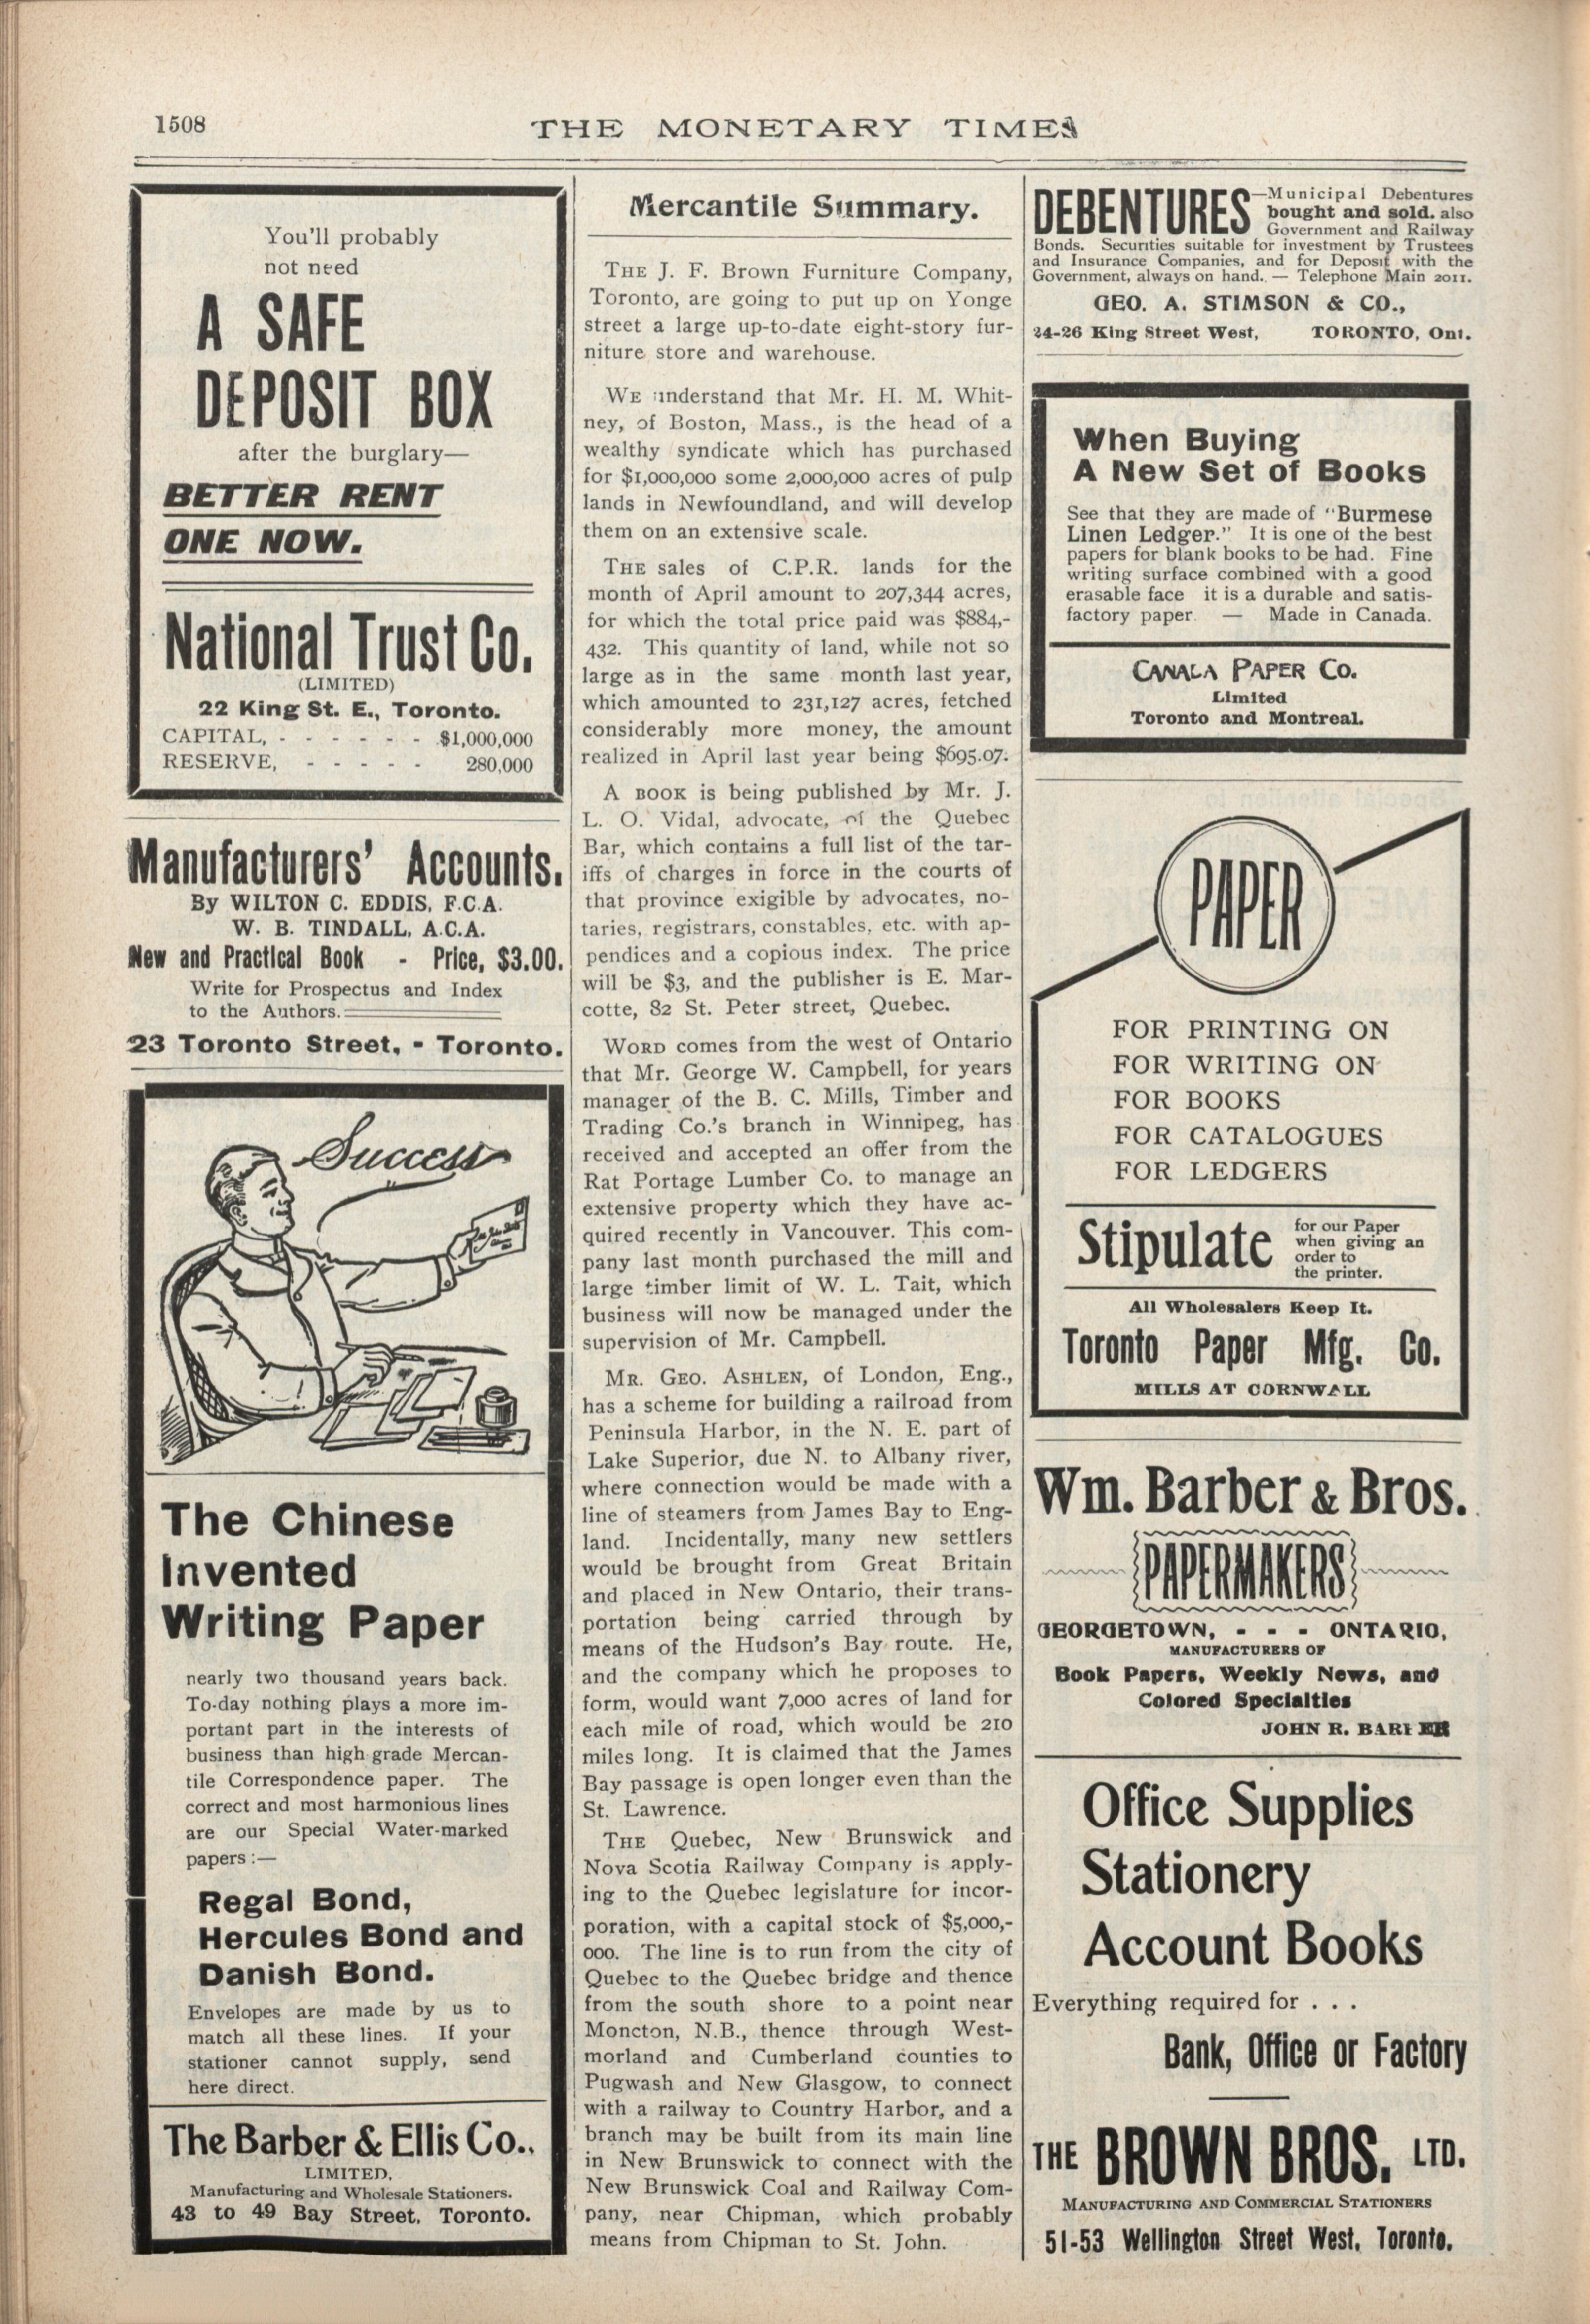 1508
THE MONETARY TIMES
You'll probably
not need
A SAFE
DEPOSIT BOX
after the burglary—
BETTER RENT
ONE NOW.
National Trust Co.
(LIMITED)
22 King St. E., Toronto.
CAPITAL, - - - - - - $1,000,000
RESERVE, - - - - - 280,000
Manufacturers' Accounts.
By WILTON C. EDDIS, F.C.A.
W. B. TINDALL, A.C.A.
New and Practical Book - Price, $3.00.
Write for Prospectus and Index
to the Authors.
23 Toronto Street, - Toronto.
Success
The Chinese
Invented
Writing Paper
nearly two thousand years back.
To-day nothing plays a more im-
portant part in the interests of
business than high grade Mercan-
tile Correspondence paper. The
correct and most harmonious lines
are our Special Water-marked
papers :—
Regal Bond,
Hercules Bond and
Danish Bond.
Envelopes are made by us to
match all these lines. If your
stationer cannot supply, send
here direct.
The Barber & Ellis Co.,
LIMITED,
Manufacturing and Wholesale Stationers.
43 to 49 Bay Street, Toronto.
Mercantile Summary.
THE J. F. Brown Furniture Company,
Toronto, are going to put up on Yonge
street a large up-to-date eight-story fur-
niture store and warehouse.
WE understand that Mr. H. M. Whit-
ney, of Boston, Mass., is the head of a
wealthy syndicate which has purchased
for $1,000,000 some 2,000,000 acres of pulp
lands in Newfoundland, and will develop
them on an extensive scale.
THE sales of C.P.R. lands for the
month of April amount to 207,344 acres,
for which the total price paid was $884,-
432. This quantity of land, while not so
large as in the same month last year,
which amounted to 231,127 acres, fetched
considerably more money, the amount
realized in April last year being $695.07.
A BOOK is being published by Mr. J.
L. O. Vidal, advocate, of the Quebec
Bar, which contains a full list of the tar-
iffs of charges in force in the courts of
that province exigible by advocates, no-
taries, registrars, constables, etc. with ap-
pendices and a copious index. The price
will be $3, and the publisher is E. Mar-
cotte, 82 St. Peter street, Quebec.
WORD comes from the west of Ontario
that Mr. George W. Campbell, for years
manager of the B. C. Mills, Timber and
Trading Co.'s branch in Winnipeg, has
received and accepted an offer from the
Rat Portage Lumber Co. to manage an
extensive property which they have ac-
quired recently in Vancouver. This com-
pany last month purchased the mill and
large timber limit of W. L. Tait, which
business will now be managed under the
supervision of Mr. Campbell.
MR. GEO. ASHLEN, of London, Eng.,
has a scheme for building a railroad from
Peninsula Harbor, in the N. E. part of
Lake Superior, due N. to Albany river,
where connection would be made with a
line of steamers from James Bay to Eng-
land. Incidentally, many new settlers
would be brought from Great Britain
and placed in New Ontario, their trans-
portation being carried through by
means of the Hudson's Bay route. He,
and the company which he proposes to
form, would want 7,000 acres of land for
each mile of road, which would be 210
miles long. It is claimed that the James
Bay passage is open longer even than the
St. Lawrence.
THE Quebec, New Brunswick and
Nova Scotia Railway Company is apply-
ing to the Quebec legislature for incor-
poration, with a capital stock of $5,000,-
000. The line is to run from the city of
Quebec to the Quebec bridge and thence
from the south shore to a point near
Moncton, N.B., thence through West-
morland and Cumberland counties to
Pugwash and New Glasgow, to connect
with a railway to Country Harbor, and a
branch may be built from its main line
in New Brunswick to connect with the
New Brunswick Coal and Railway Com-
pany, near Chipman, which probably
means from Chipman to St. John.
DEBENTURES—Municipal Debentures
bought and sold, also
Government and Railway
Bonds. Securities suitable for investment by Trustees
and Insurance Companies, and for Deposit with the
Government, always on hand. — Telephone Main 2011.
GEO. A. STIMSON & CO.,
24-26 King Street West, TORONTO, Ont.
When Buying
A New Set of Books
See that they are made of "Burmese
Linen Ledger." It is one of the best
papers for blank books to be had. Fine
writing surface combined with a good
erasable face it is a durable and satis-
factory paper. — Made in Canada.
CANADA PAPER CO.
Limited
Toronto and Montreal.
PAPER
FOR PRINTING ON
FOR WRITING ON
FOR BOOKS
FOR CATALOGUES
FOR LEDGERS
Stipulate for our Paper
when giving an
order to
the printer.
All Wholesalers Keep It.
Toronto Paper Mfg. Co.
MILLS AT CORNWALL
Wm. Barber & Bros.
PAPERMAKERS
GEORGETOWN, - - - ONTARIO,
MANUFACTURERS OF
Book Papers, Weekly News, and
Colored Specialties
JOHN R. BARBER
Office Supplies
Stationery
Account Books
Everything required for . . .
Bank, Office or Factory
THE BROWN BROS. LTD.
MANUFACTURING AND COMMERCIAL STATIONERS
51-53 Wellington Street West, Toronto.